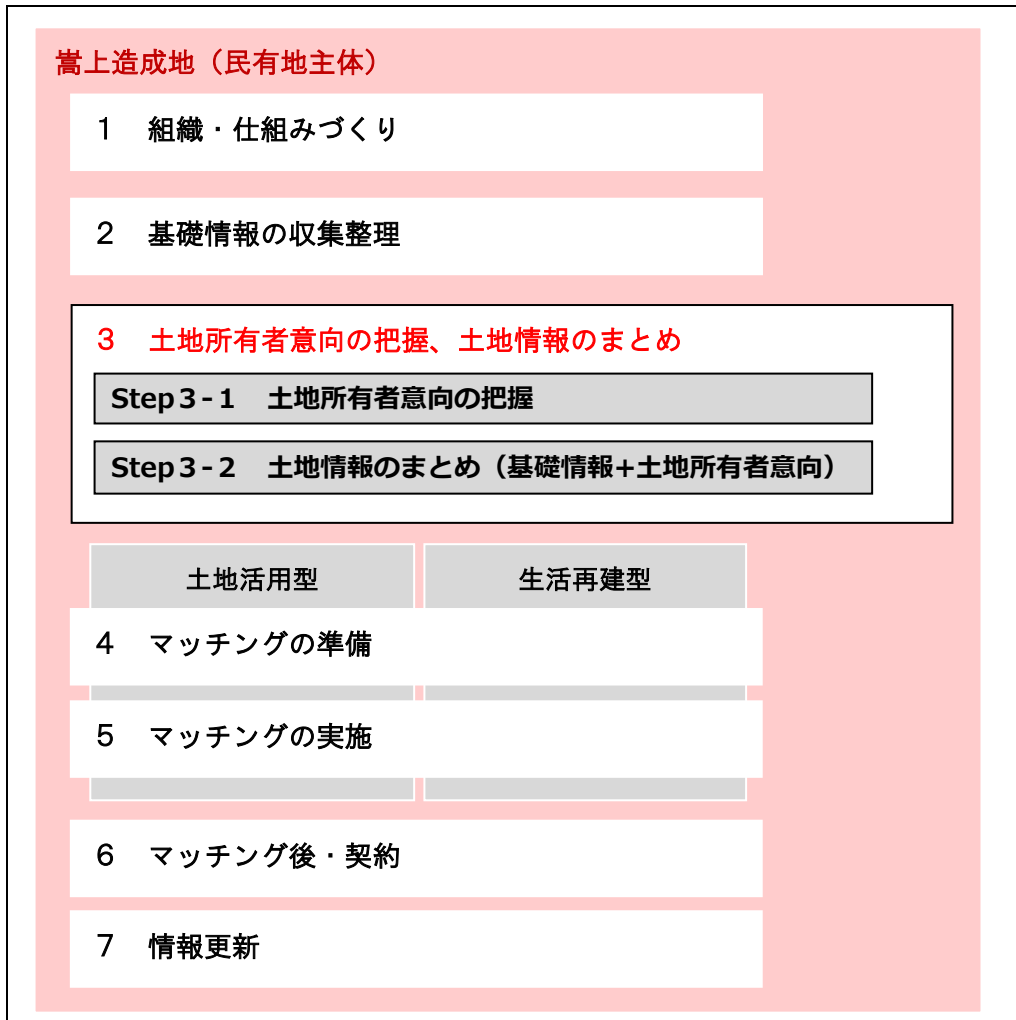 嵩上造成地（民有地主体）
１　組織・仕組みづくり
２　基礎情報の収集整理
３　土地所有者意向の把握、土地情報のまとめ
Step３-１　土地所有者意向の把握
Step３-２　土地情報のまとめ（基礎情報+土地所有者意向）
土地活用型　生活再建型
４　マッチングの準備
５　マッチングの実施
６　マッチング後・契約
７　情報更新